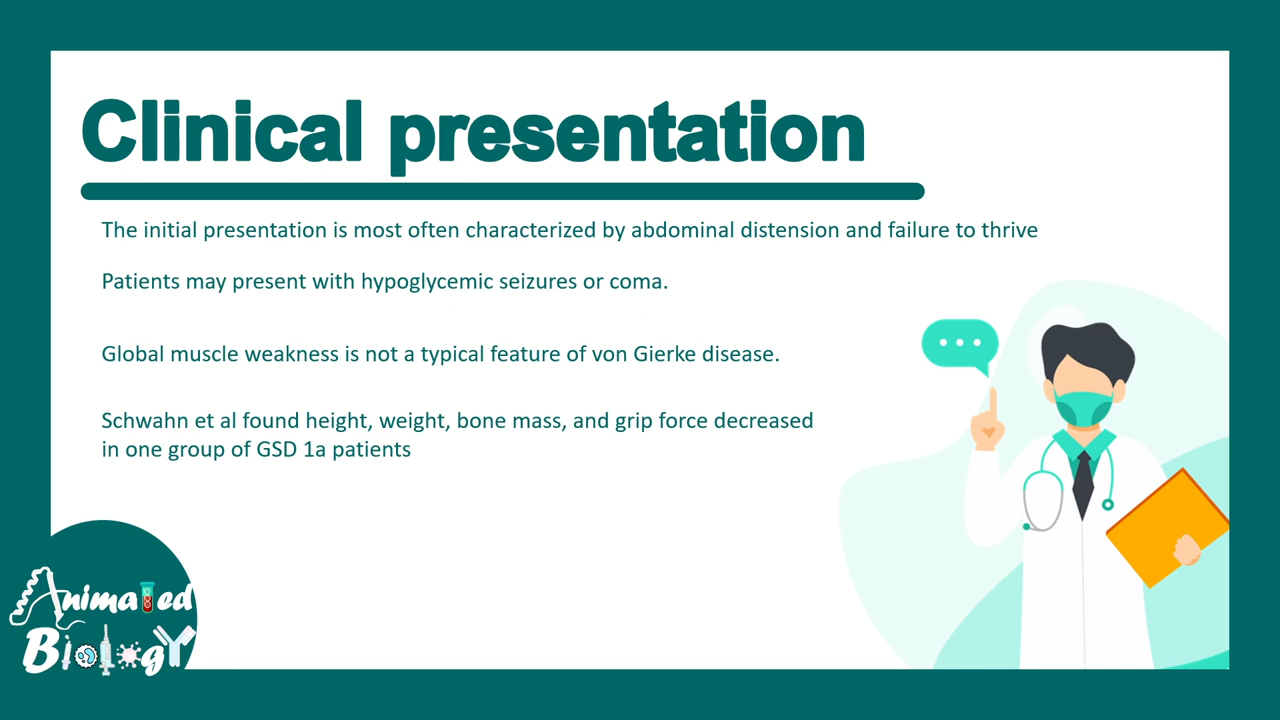 Clinical presentation
The initial presentation is most often characterized by abdominal distension and failure to thrive
Patients may present with hypoglycemic seizures or coma.
Global muscle weakness is not a typical feature of von Gierke disease.
Schwahn et al found height, weight, bone mass, and grip force decreased
in one group of GSD 1a patients
Animated
Biology